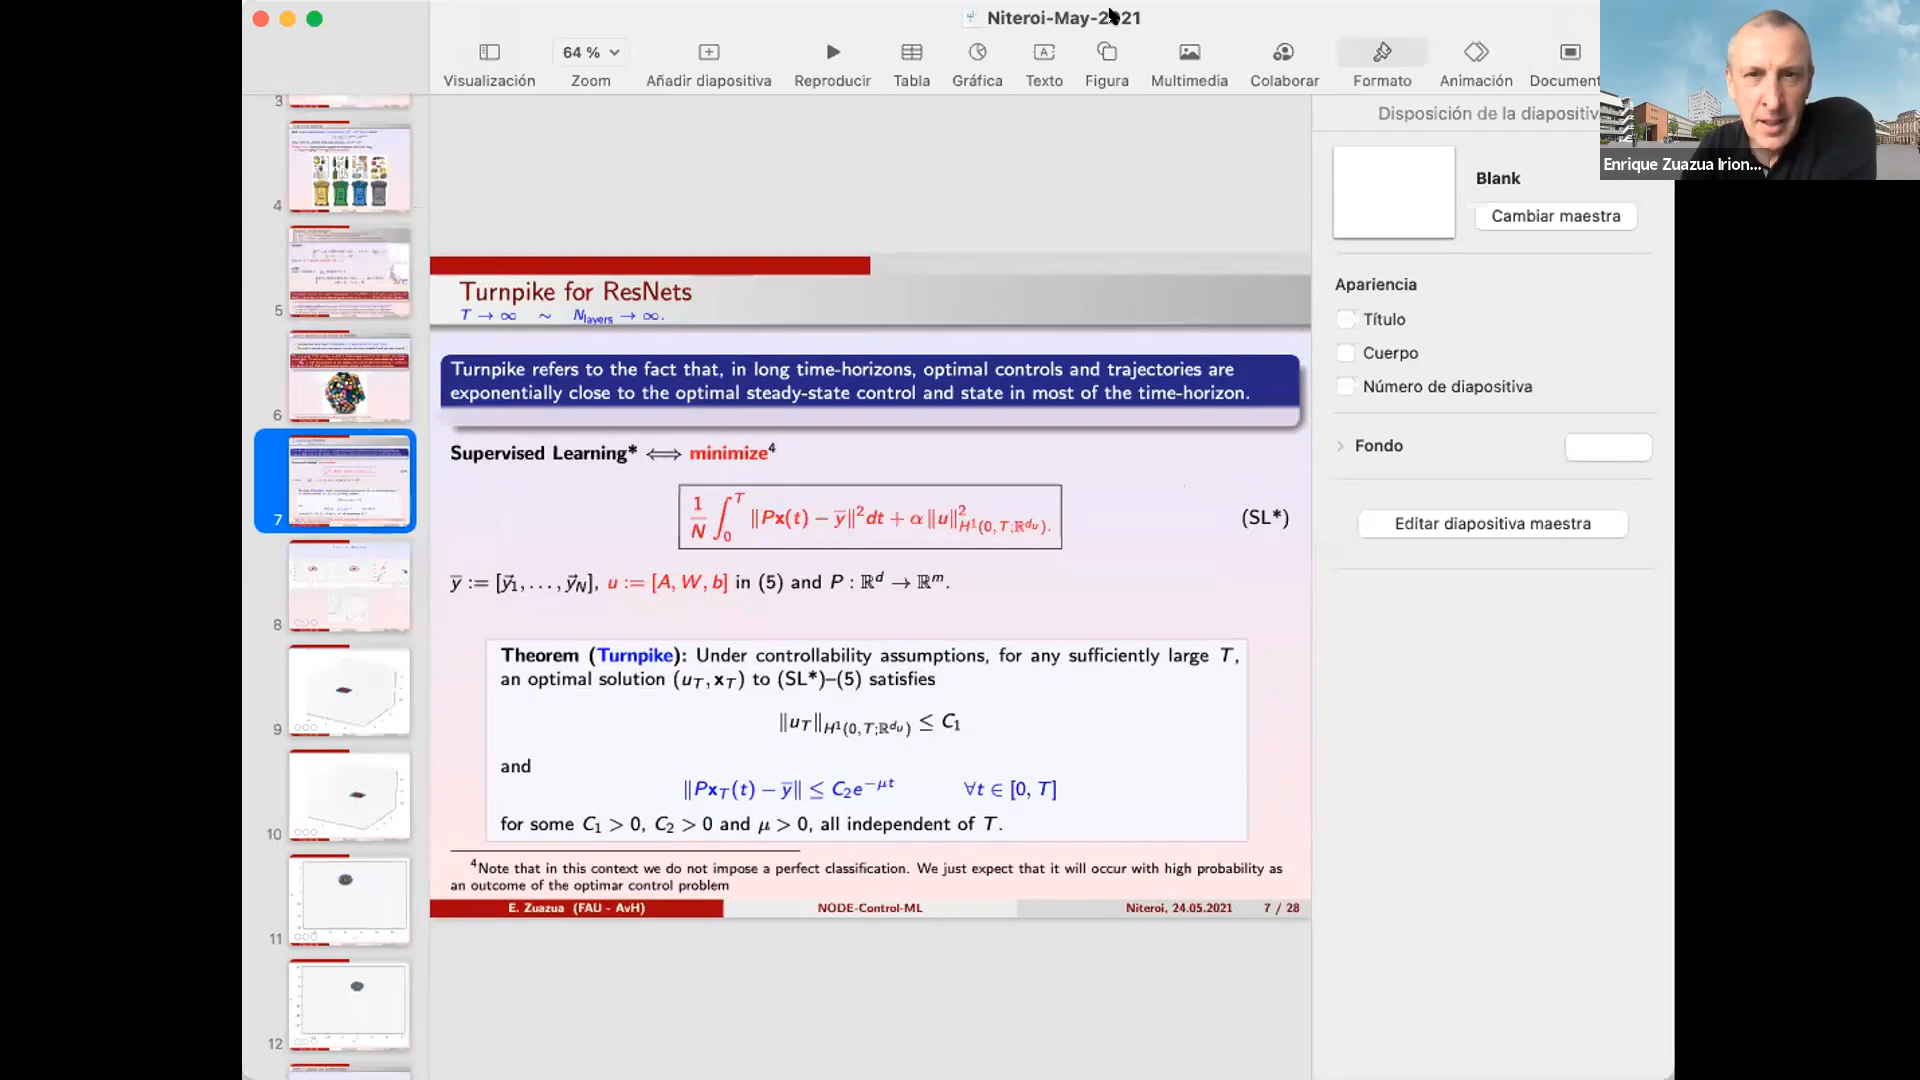 Niteroi-May-2021
64 %
Visualización Zoom Añadir diapositiva Reproducir Tabla Gráfica Texto Figura Multimedia Colaborar Formato Animación Document
Disposición de la diapositiv
Enrique Zuazua Irion...
Blank
Cambiar maestra
Apariencia
Título
Cuerpo
Número de diapositiva
Fondo
Editar diapositiva maestra
3
4
5
6
7
8
9
10
11
12
Turnpike for ResNets
T → ∞ ∼ N_layers → ∞.
Turnpike refers to the fact that, in long time-horizons, optimal controls and trajectories are
exponentially close to the optimal steady-state control and state in most of the time-horizon.
Supervised Learning* ⟺ minimize⁴
1/N ∫₀ᵀ ‖Px(t) − ȳ‖²dt + α ‖u‖²_{H¹(0,T;ℝ^{d_u})}. (SL*)
ȳ := [y⃗₁, . . . , y⃗_N], u := [A, W, b] in (5) and P : ℝᵈ → ℝᵐ.
Theorem (Turnpike): Under controllability assumptions, for any sufficiently large T,
an optimal solution (u_T, x_T) to (SL*)–(5) satisfies
‖u_T‖_{H¹(0,T;ℝ^{d_u})} ≤ C₁
and
‖Px_T(t) − ȳ‖ ≤ C₂e^{−μt} ∀t ∈ [0, T]
for some C₁ > 0, C₂ > 0 and μ > 0, all independent of T.
⁴Note that in this context we do not impose a perfect classification. We just expect that it will occur with high probability as
an outcome of the optimar control problem
E. Zuazua (FAU - AvH) NODE-Control-ML Niteroi, 24.05.2021 7 / 28